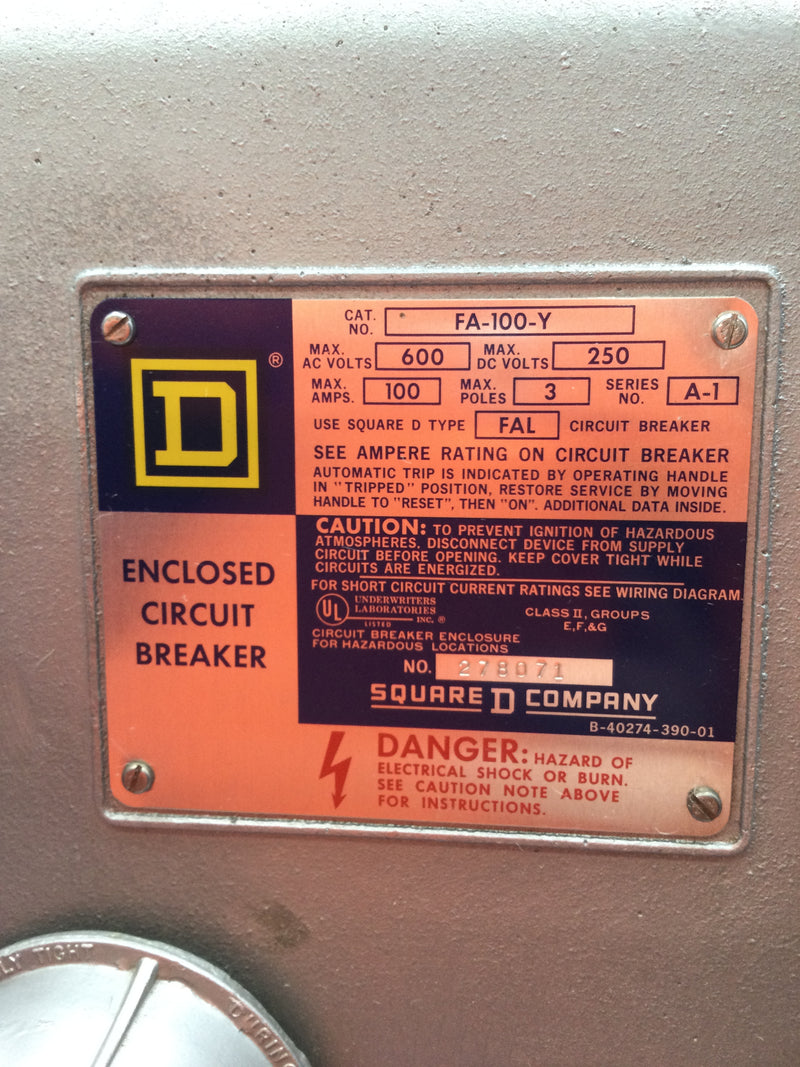 D ®
CAT. NO. FA-100-Y
MAX. AC VOLTS 600 MAX. DC VOLTS 250
MAX. AMPS. 100 MAX. POLES 3 SERIES NO. A-1
USE SQUARE D TYPE FAL CIRCUIT BREAKER
SEE AMPERE RATING ON CIRCUIT BREAKER
AUTOMATIC TRIP IS INDICATED BY OPERATING HANDLE
IN "TRIPPED" POSITION, RESTORE SERVICE BY MOVING
HANDLE TO "RESET", THEN "ON". ADDITIONAL DATA INSIDE.
ENCLOSED
CIRCUIT
BREAKER
CAUTION: TO PREVENT IGNITION OF HAZARDOUS
ATMOSPHERES, DISCONNECT DEVICE FROM SUPPLY
CIRCUIT BEFORE OPENING. KEEP COVER TIGHT WHILE
CIRCUITS ARE ENERGIZED.
FOR SHORT CIRCUIT CURRENT RATINGS SEE WIRING DIAGRAM.
UL
UNDERWRITERS
LABORATORIES
INC. ®
LISTED
CLASS II, GROUPS
E,F,&G
CIRCUIT BREAKER ENCLOSURE
FOR HAZARDOUS LOCATIONS
NO. 278071
SQUARE D COMPANY
B-40274-390-01
DANGER: HAZARD OF
ELECTRICAL SHOCK OR BURN.
SEE CAUTION NOTE ABOVE
FOR INSTRUCTIONS.
TIGHT